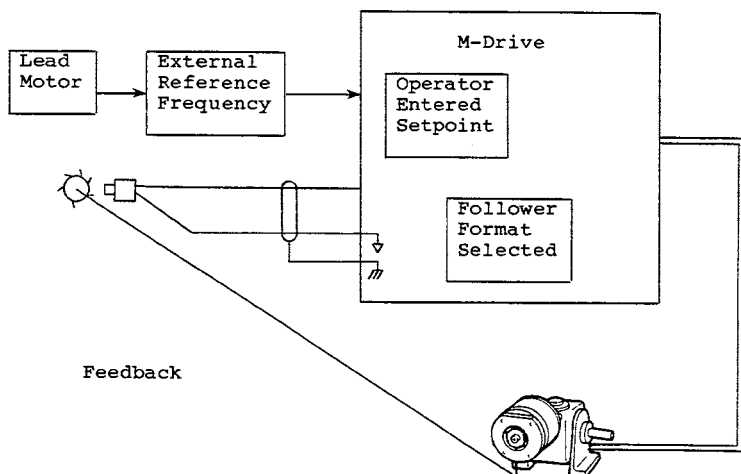 M-Drive
Lead
Motor
External
Reference
Frequency
Operator
Entered
Setpoint
Follower
Format
Selected
Feedback